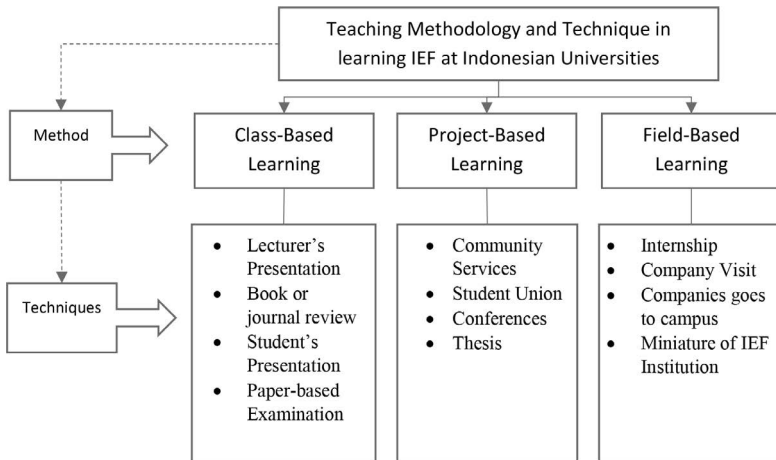 Teaching Methodology and Technique in
learning IEF at Indonesian Universities
Method
Class-Based
Learning
Project-Based
Learning
Field-Based
Learning
Techniques
• Lecturer's
Presentation
• Book or
journal review
• Student's
Presentation
• Paper-based
Examination
• Community
Services
• Student Union
• Conferences
• Thesis
• Internship
• Company Visit
• Companies goes
to campus
• Miniature of IEF
Institution